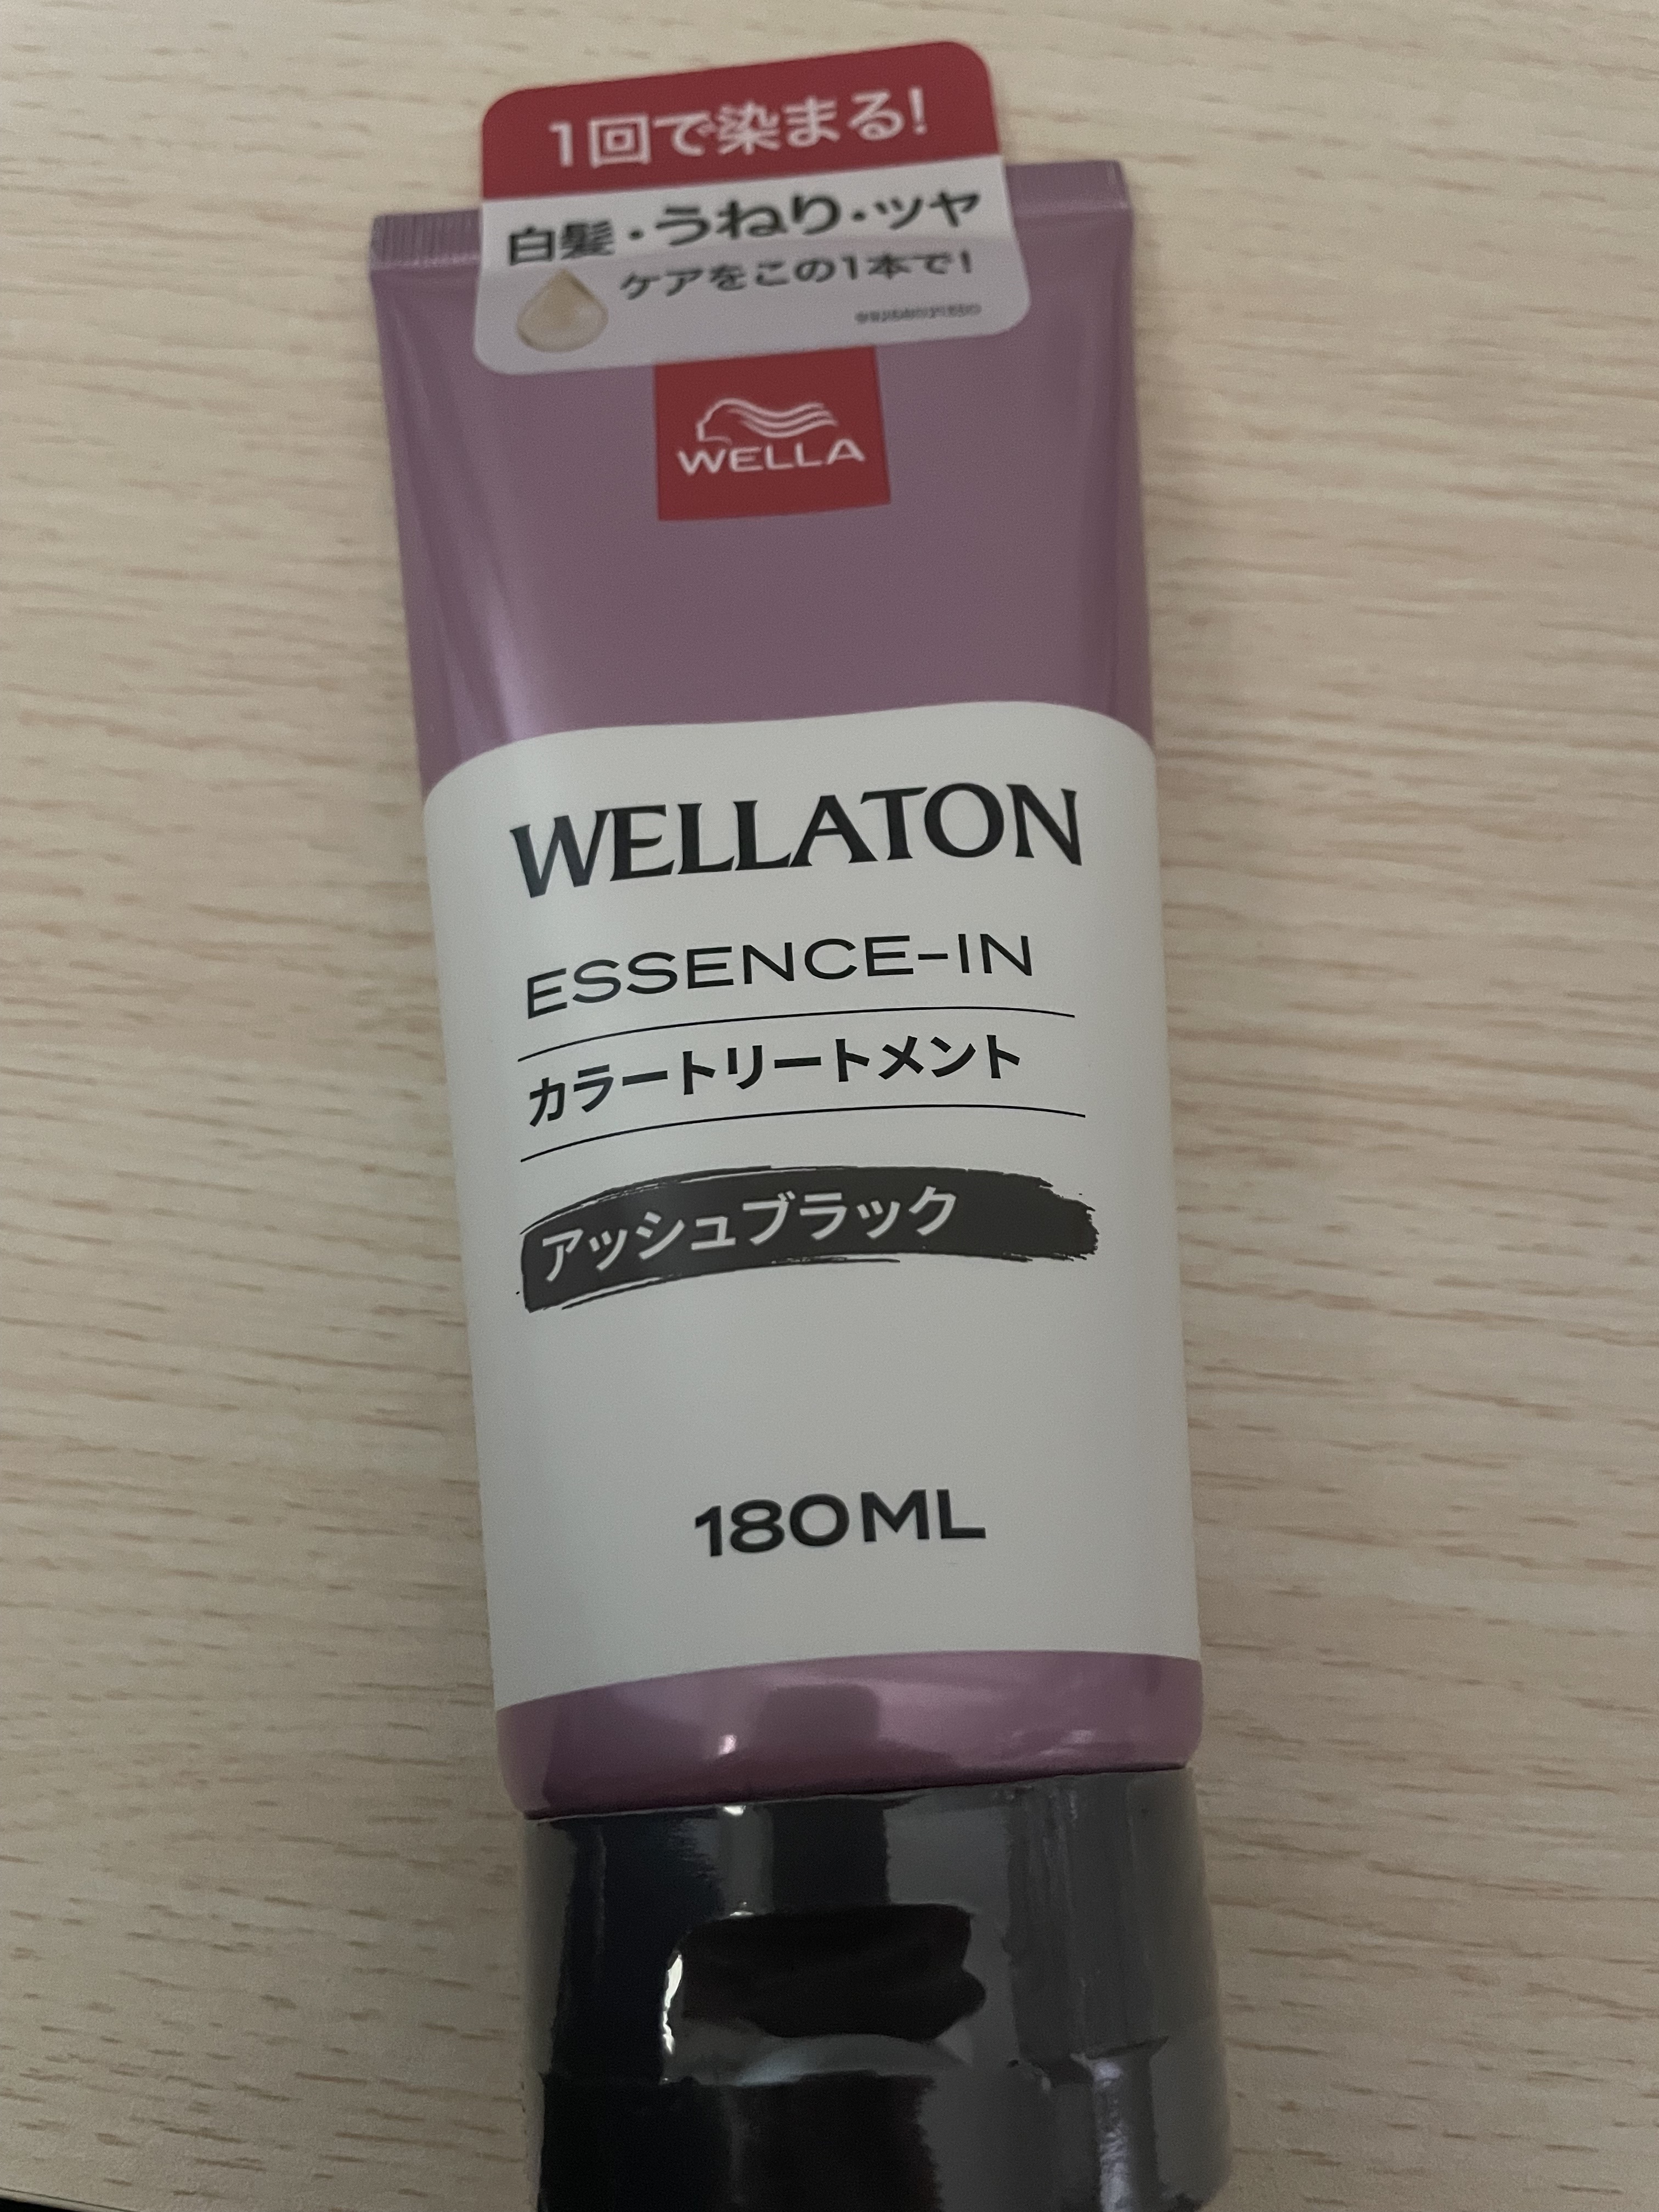 1回で染まる!
白髪・うねり・ツヤ
ケアをこの1本で!
WELLA
WELLATON
ESSENCE-IN
カラートリートメント
アッシュブラック
180ML